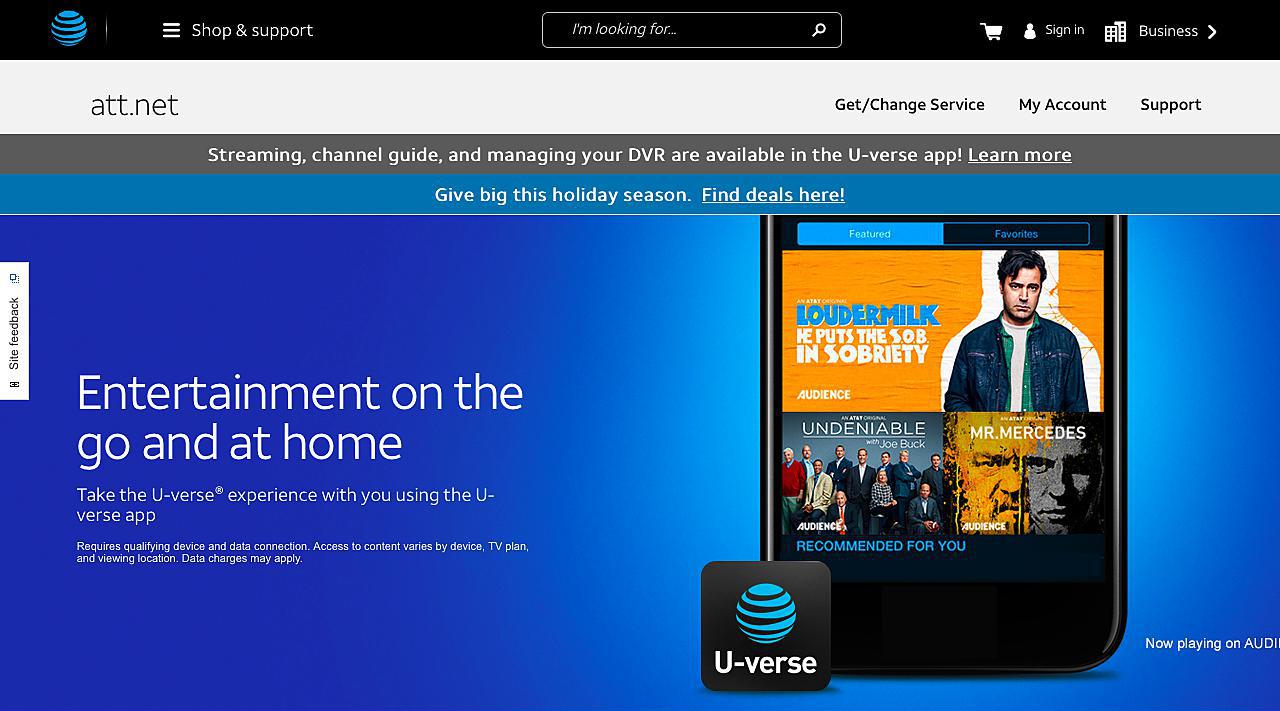 Shop & support
I'm looking for...
Sign in
Business
att.net
Get/Change Service
My Account
Support
Streaming, channel guide, and managing your DVR are available in the U-verse app! Learn more
Give big this holiday season. Find deals here!
Site feedback
Entertainment on the
go and at home
Take the U-verse® experience with you using the U-
verse app
Requires qualifying device and data connection. Access to content varies by device, TV plan,
and viewing location. Data charges may apply.
Featured
Favorites
AN AT&T ORIGINAL
LOUDERMILK
HE PUTS THE S.O.B.
IN SOBRIETY
AUDIENCE
AN AT&T ORIGINAL
UNDENIABLE
with Joe Buck
AUDIENCE
AN AT&T ORIGINAL
MR.MERCEDES
AUDIENCE
RECOMMENDED FOR YOU
U-verse
Now playing on AUDI